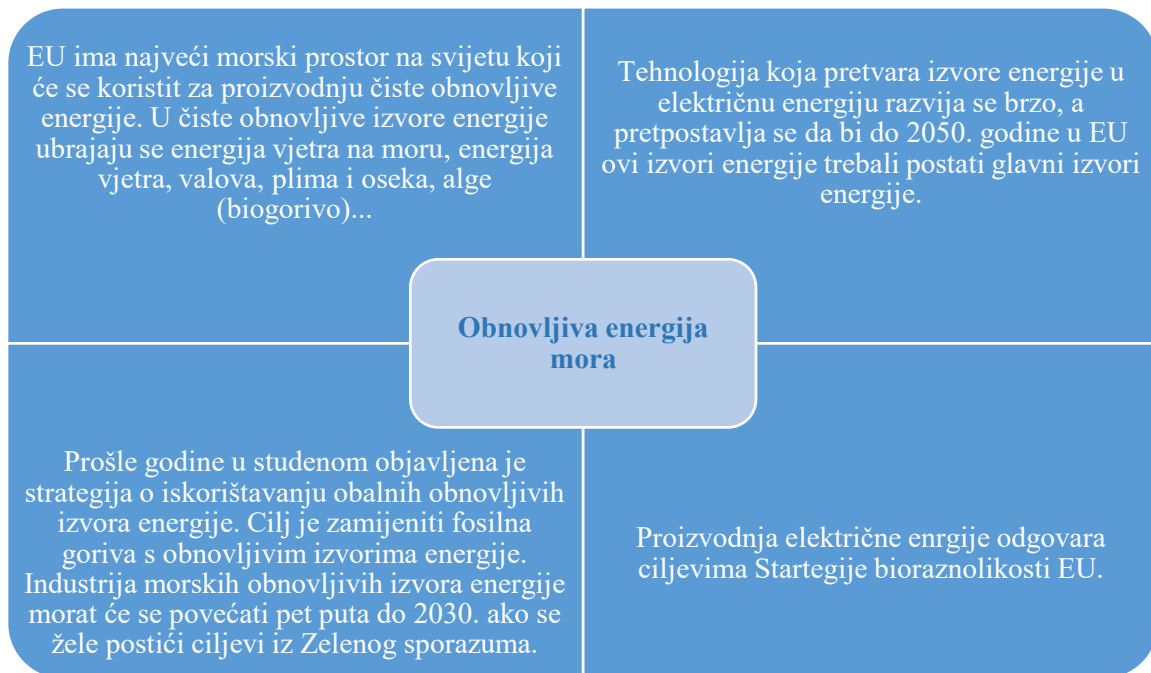 EU ima najveći morski prostor na svijetu koji
će se koristit za proizvodnju čiste obnovljive
energije. U čiste obnovljive izvore energije
ubrajaju se energija vjetra na moru, energija
vjetra, valova, plima i oseka, alge
(biogorivo)...
Tehnologija koja pretvara izvore energije u
električnu energiju razvija se brzo, a
pretpostavlja se da bi do 2050. godine u EU
ovi izvori energije trebali postati glavni izvori
energije.
Obnovljiva energija
mora
Prošle godine u studenom objavljena je
strategija o iskorištavanju obalnih obnovljivih
izvora energije. Cilj je zamijeniti fosilna
goriva s obnovljivim izvorima energije.
Industrija morskih obnovljivih izvora energije
morat će se povećati pet puta do 2030. ako se
žele postići ciljevi iz Zelenog sporazuma.
Proizvodnja električne enrgije odgovara
ciljevima Startegije bioraznolikosti EU.